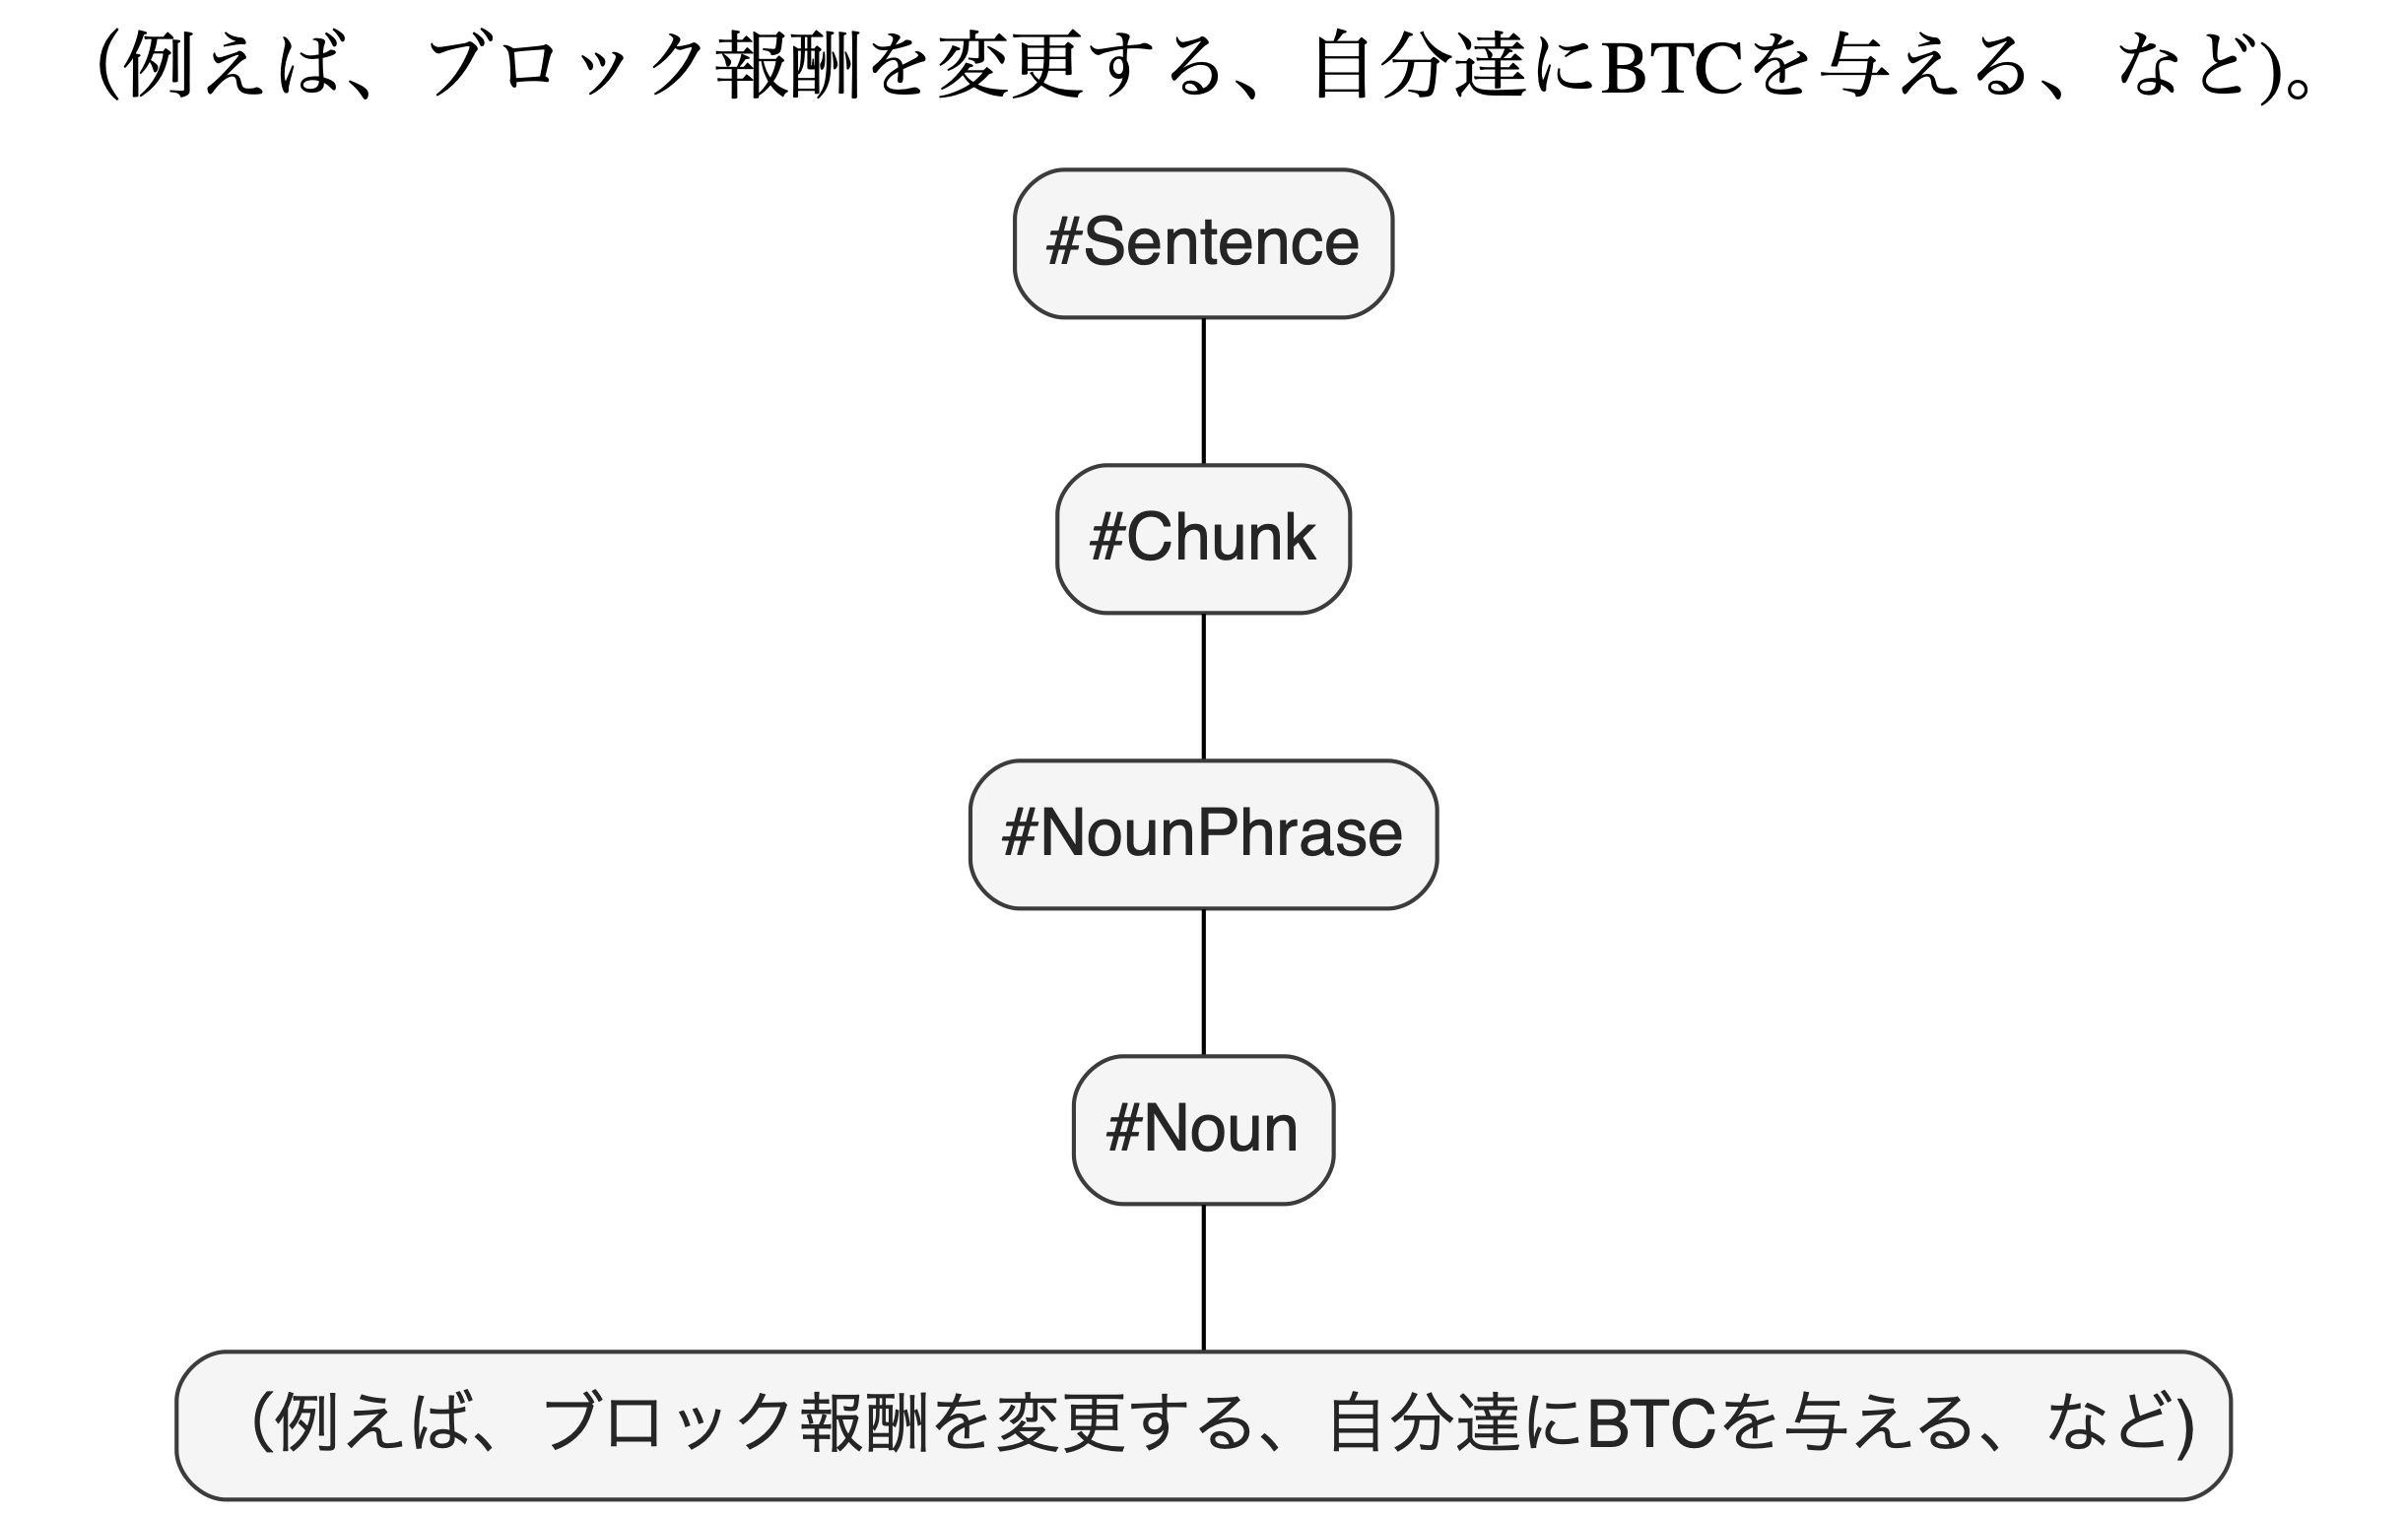 (例えば、ブロック報酬を変更する、自分達にBTCを与える、など)。
#Sentence
#Chunk
#NounPhrase
#Noun
(例えば、ブロック報酬を変更する、自分達にBTCを与える、など)